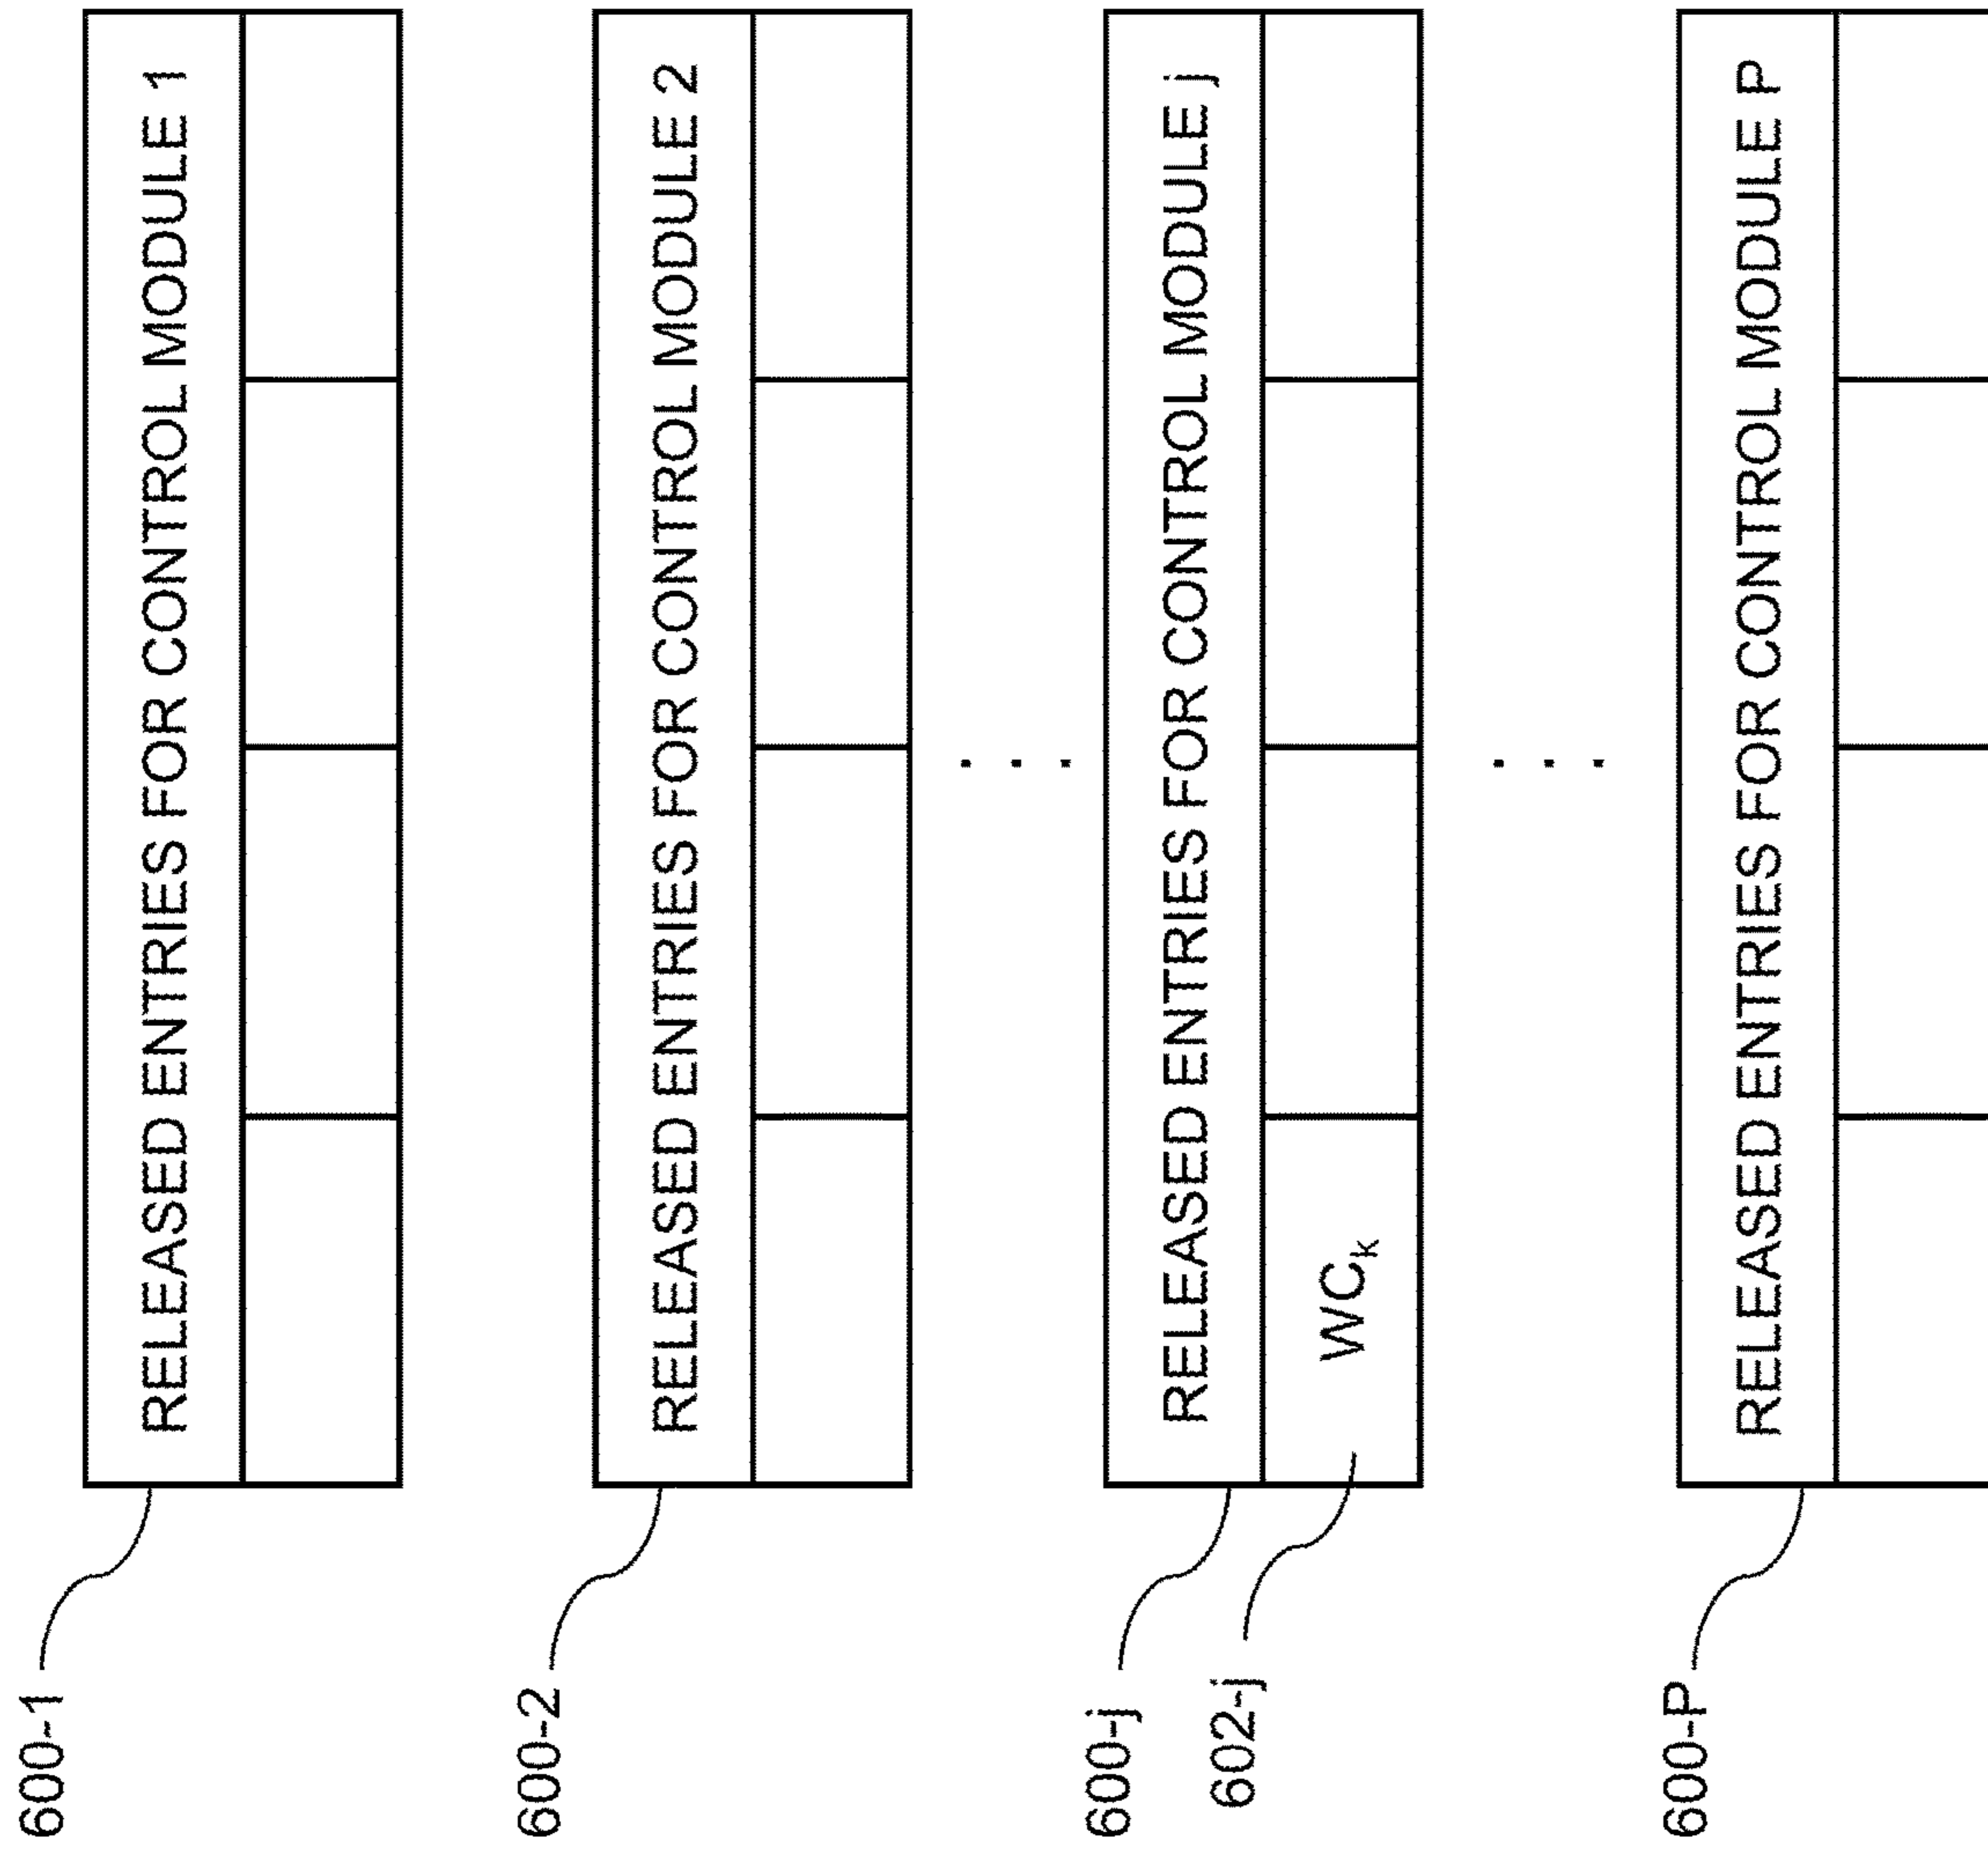 600-1
RELEASED ENTRIES FOR CONTROL MODULE 1
600-2
RELEASED ENTRIES FOR CONTROL MODULE 2
. . .
600-j
RELEASED ENTRIES FOR CONTROL MODULE j
602-j
WCk
. . .
600-P
RELEASED ENTRIES FOR CONTROL MODULE P